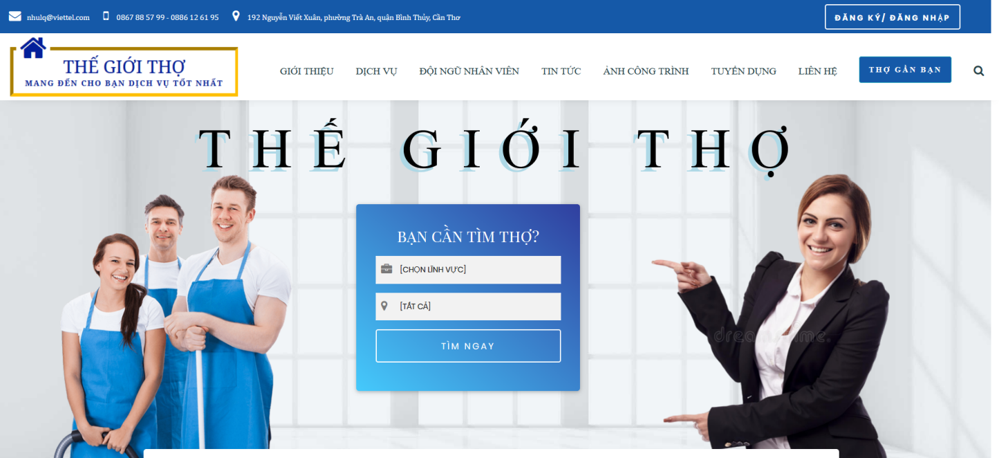 nhulq@viettel.com
0867 88 57 99 - 0886 12 61 95
192 Nguyễn Viết Xuân, phường Trà An, quận Bình Thủy, Cần Thơ
ĐĂNG KÝ/ ĐĂNG NHẬP
THẾ GIỚI THỢ
MANG ĐẾN CHO BẠN DỊCH VỤ TỐT NHẤT
GIỚI THIỆU
DỊCH VỤ
ĐỘI NGŨ NHÂN VIÊN
TIN TỨC
ẢNH CÔNG TRÌNH
TUYỂN DỤNG
LIÊN HỆ
THỢ GẦN BẠN
THẾ GIỚI THỢ
BẠN CẦN TÌM THỢ?
[CHỌN LĨNH VỰC]
[TẤT CẢ]
TÌM NGAY